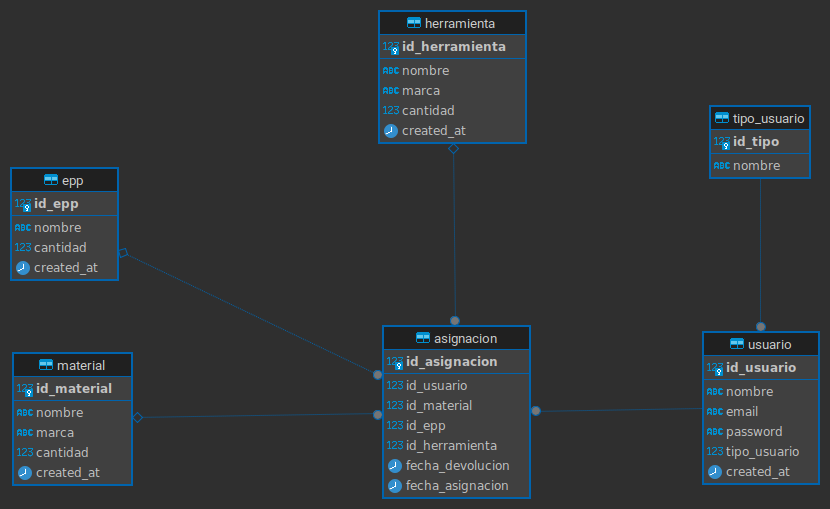 herramienta
123 id_herramienta
ABC nombre
ABC marca
123 cantidad
created_at
tipo_usuario
123 id_tipo
ABC nombre
epp
123 id_epp
ABC nombre
123 cantidad
created_at
asignacion
123 id_asignacion
123 id_usuario
123 id_material
123 id_epp
123 id_herramienta
fecha_devolucion
fecha_asignacion
usuario
123 id_usuario
ABC nombre
ABC email
ABC password
123 tipo_usuario
created_at
material
123 id_material
ABC nombre
ABC marca
123 cantidad
created_at